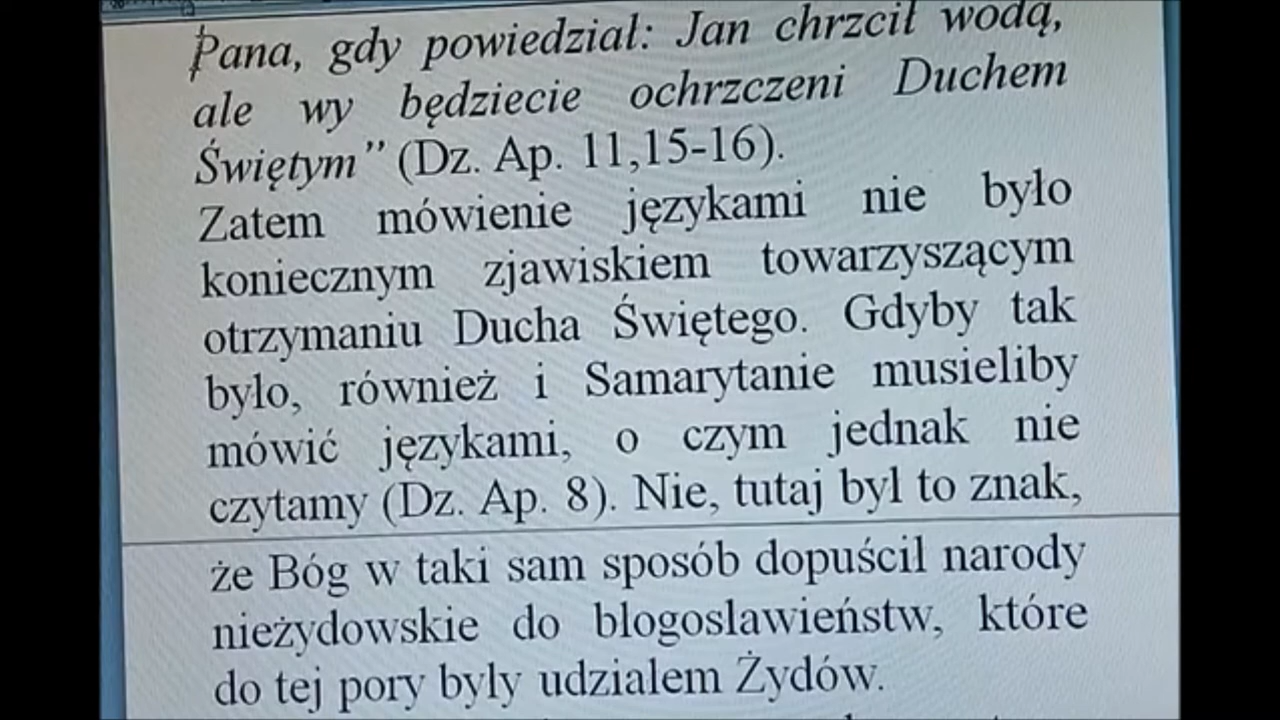 Pana, gdy powiedział: Jan chrzcił wodą,
ale wy będziecie ochrzczeni Duchem
Świętym” (Dz. Ap. 11,15-16).
Zatem mówienie językami nie było
koniecznym zjawiskiem towarzyszącym
otrzymaniu Ducha Świętego. Gdyby tak
było, również i Samarytanie musieliby
mówić językami, o czym jednak nie
czytamy (Dz. Ap. 8). Nie, tutaj był to znak,
że Bóg w taki sam sposób dopuścił narody
nieżydowskie do błogosławieństw, które
do tej pory były udziałem Żydów.